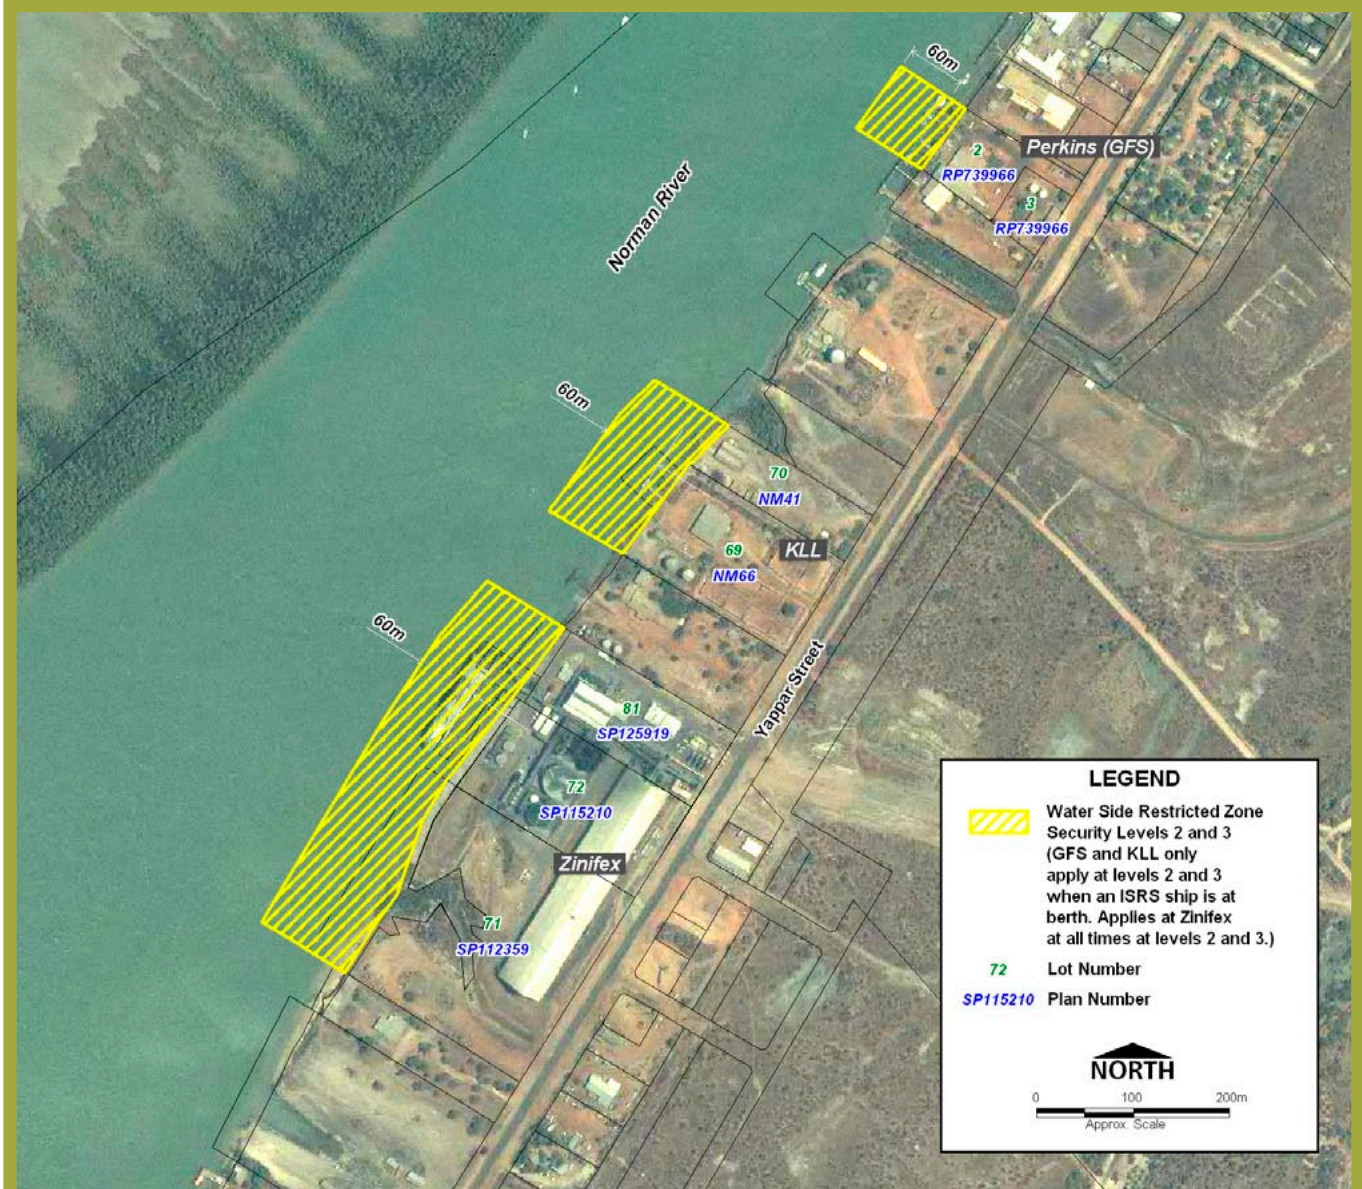 60m
Perkins (GFS)
2
RP739966
3
RP739966
Norman River
60m
70
NM41
69
KLL
NM66
60m
Yappar Street
81
SP125919
72
SP115210
Zinifex
71
SP112359
LEGEND
Water Side Restricted Zone
Security Levels 2 and 3
(GFS and KLL only
apply at levels 2 and 3
when an ISRS ship is at
berth. Applies at Zinifex
at all times at levels 2 and 3.)
72 Lot Number
SP115210 Plan Number
NORTH
0 100 200m
Approx. Scale